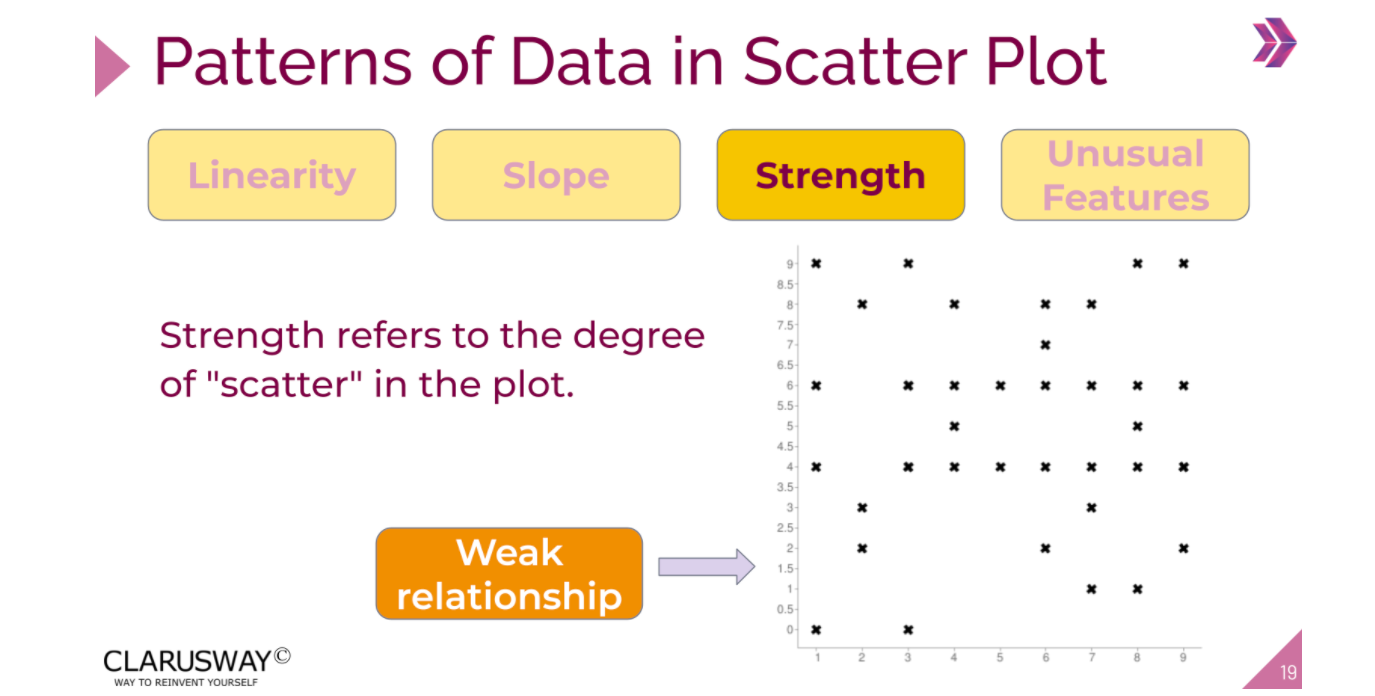 Patterns of Data in Scatter Plot
Linearity
Slope
Strength
Unusual
Features
Strength refers to the degree
of "scatter" in the plot.
Weak
relationship
9
8.5
8
7.5
7
6.5
6
5.5
5
4.5
4
3.5
3
2.5
2
1.5
1
0.5
0
1 2 3 4 5 6 7 8 9
CLARUSWAY©
WAY TO REINVENT YOURSELF
19